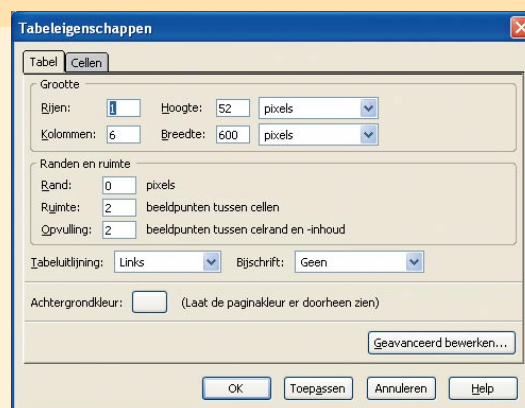 Tabeleigenschappen
Tabel Cellen
Grootte
Rijen: 1 Hoogte: 52 pixels
Kolommen: 6 Breedte: 600 pixels
Randen en ruimte
Rand: 0 pixels
Ruimte: 2 beeldpunten tussen cellen
Opvulling: 2 beeldpunten tussen celrand en -inhoud
Tabeluitlijning: Links Bijschrift: Geen
Achtergrondkleur: (Laat de paginakleur er doorheen zien)
Geavanceerd bewerken...
OK Toepassen Annuleren Help